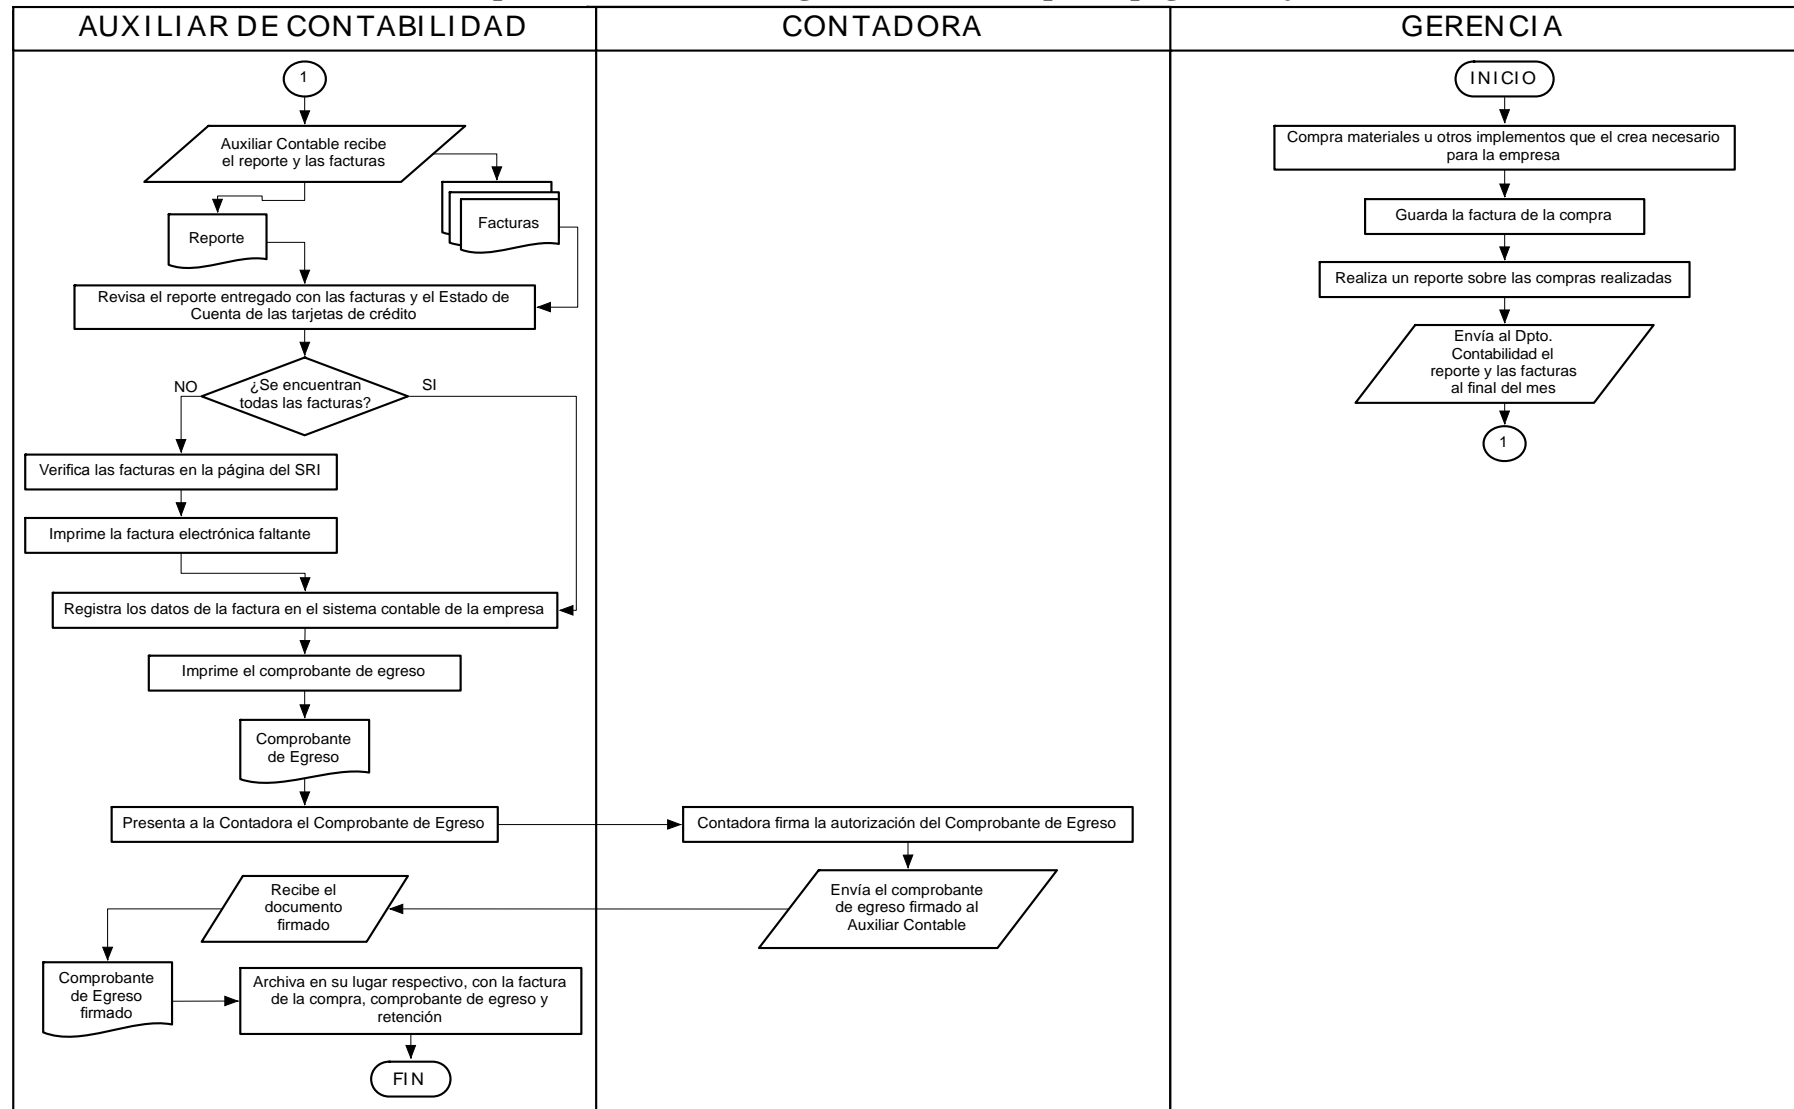 AUXILIAR DE CONTABILIDAD
CONTADORA
GERENCIA
1
Auxiliar Contable recibe
el reporte y las facturas
Reporte
Facturas
Revisa el reporte entregado con las facturas y el Estado de
Cuenta de las tarjetas de crédito
¿Se encuentran
todas las facturas?
NO
SI
Verifica las facturas en la página del SRI
Imprime la factura electrónica faltante
Registra los datos de la factura en el sistema contable de la empresa
Imprime el comprobante de egreso
Comprobante
de Egreso
Presenta a la Contadora el Comprobante de Egreso
Recibe el
documento
firmado
Comprobante
de Egreso
firmado
Archiva en su lugar respectivo, con la factura
de la compra, comprobante de egreso y
retención
FIN
Contadora firma la autorización del Comprobante de Egreso
Envía el comprobante
de egreso firmado al
Auxiliar Contable
INICIO
Compra materiales u otros implementos que el crea necesario
para la empresa
Guarda la factura de la compra
Realiza un reporte sobre las compras realizadas
Envía al Dpto.
Contabilidad el
reporte y las facturas
al final del mes
1